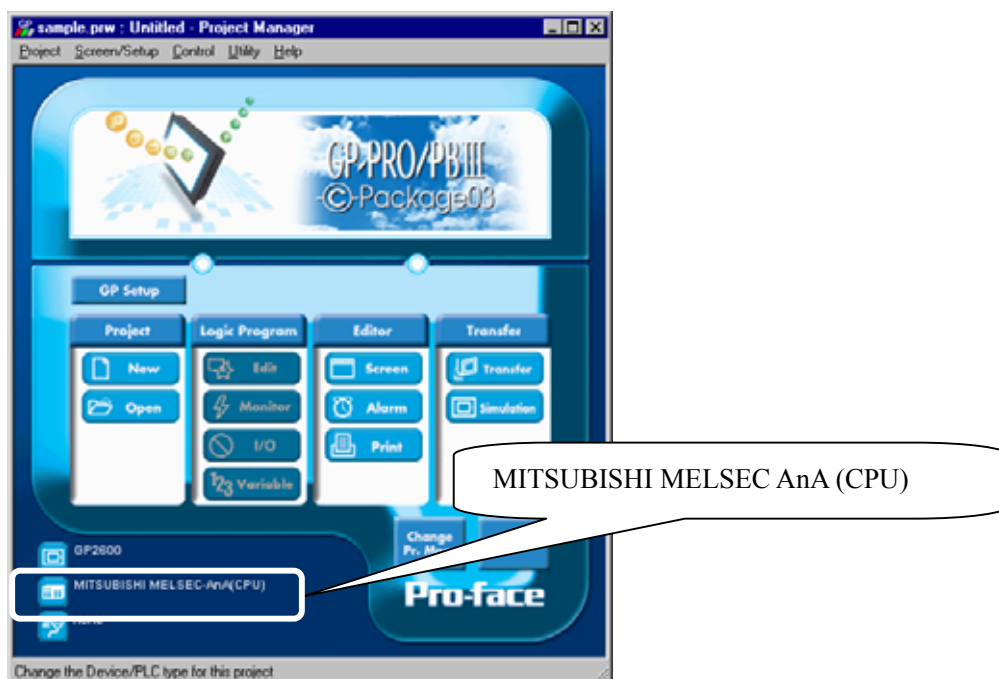 sample.prw : Untitled - Project Manager
Project Screen/Setup Control Utility Help
GP-PRO/PBIII
-C-Package03
GP Setup
Project Logic Program Editor Transfer
New Edit Screen Transfer
Open Monitor Alarm Simulation
I/O Print
123 Variable
MITSUBISHI MELSEC AnA (CPU)
Change
Pr.
GP2600
MITSUBISHI MELSEC-AnA(CPU)
Pro-face
Change the Device/PLC type for this project